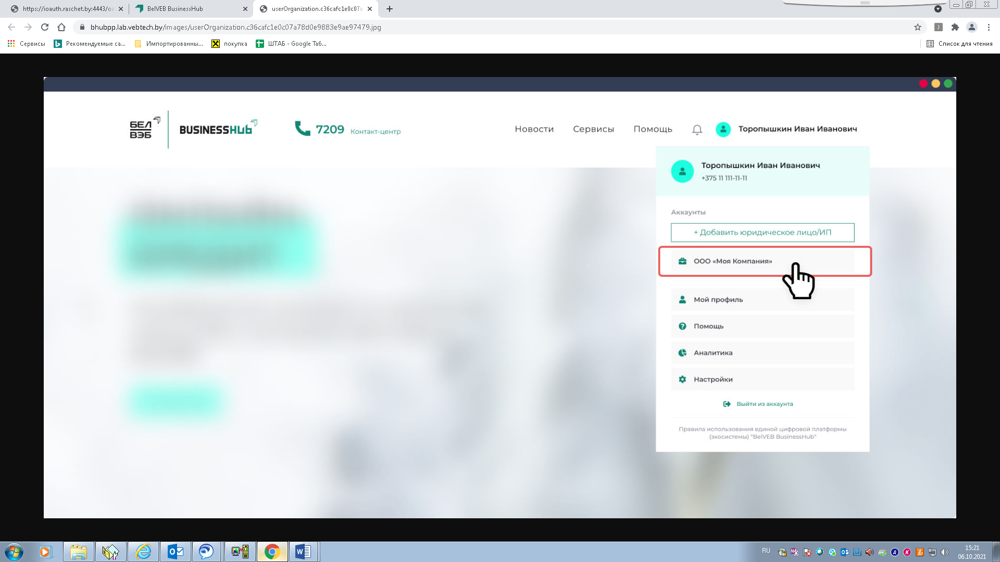 https://ioauth.raschet.by:4443/oa
BelVEB BusinessHub
userOrganization.c36cafc1e0c07a
bhubpp.lab.vebtech.by/images/userOrganization.c36cafc1e0c07a78d0e9883e9ae97479.jpg
Сервисы
Рекомендуемые са...
Импортированны...
покупка
ШТАБ - Google Таб...
Список для чтения
БЕЛ
ВЭБ
BUSINESSHub
7209 Контакт-центр
Новости
Сервисы
Помощь
Торопышкин Иван Иванович
Торопышкин Иван Иванович
+375 11 111-11-11
Аккаунты
+ Добавить юридическое лицо/ИП
ООО «Моя Компания»
Мой профиль
Помощь
Аналитика
Настройки
Выйти из аккаунта
Правила использования единой цифровой платформы
(экосистемы) "BelVEB BusinessHub"
RU
15:21
06.10.2021